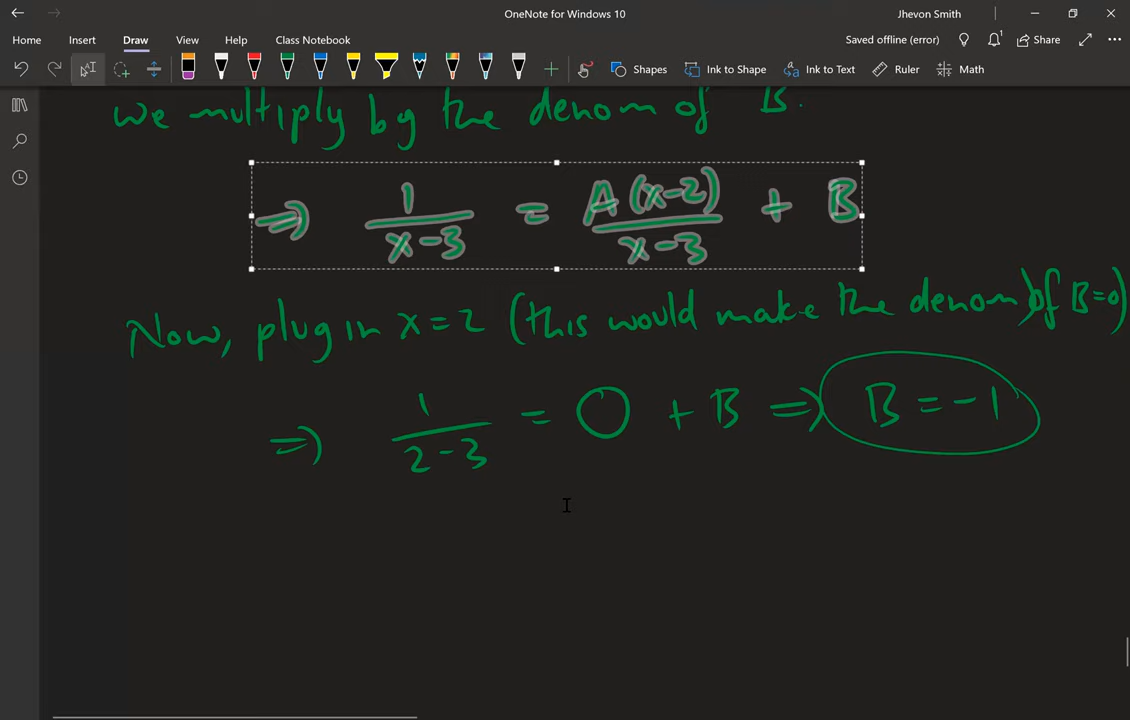 OneNote for Windows 10
Jhevon Smith
Home Insert Draw View Help Class Notebook
Saved offline (error) Share
Shapes Ink to Shape Ink to Text Ruler Math
we multiply by the denom of B.
⇒ 1/(x-3) = A(x-2)/(x-3) + B
Now, plug in x=2 (this would make the denom of B=0)
⇒ 1/(2-3) = 0 + B ⇒ B = -1